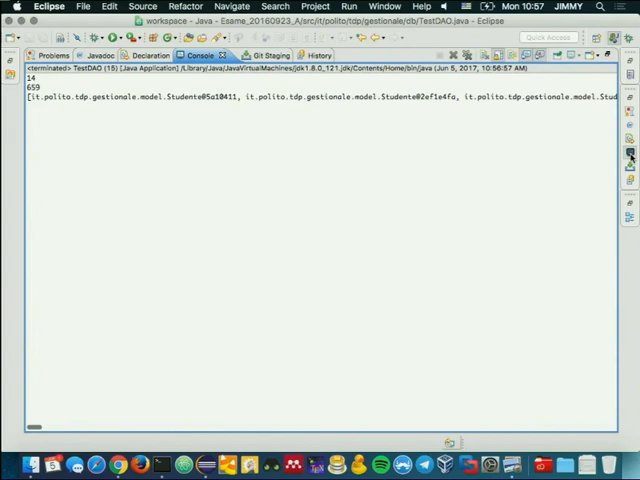 Eclipse File Edit Source Refactor Navigate Search Project Run Window Help Mon 10:57 JIMMY
workspace - Java - Esame_20160923_A/src/it/polito/tdp/gestionale/db/TestDAO.java - Eclipse
Quick Access
Problems Javadoc Declaration Console Git Staging History
<terminated> TestDAO (15) [Java Application] /Library/Java/JavaVirtualMachines/jdk1.8.0_121.jdk/Contents/Home/bin/java (Jun 5, 2017, 10:56:57 AM)
14
659
[it.polito.tdp.gestionale.model.Studente@5a10411, it.polito.tdp.gestionale.model.Studente@2ef1e4fa, it.polito.tdp.gestionale.model.Stud
5